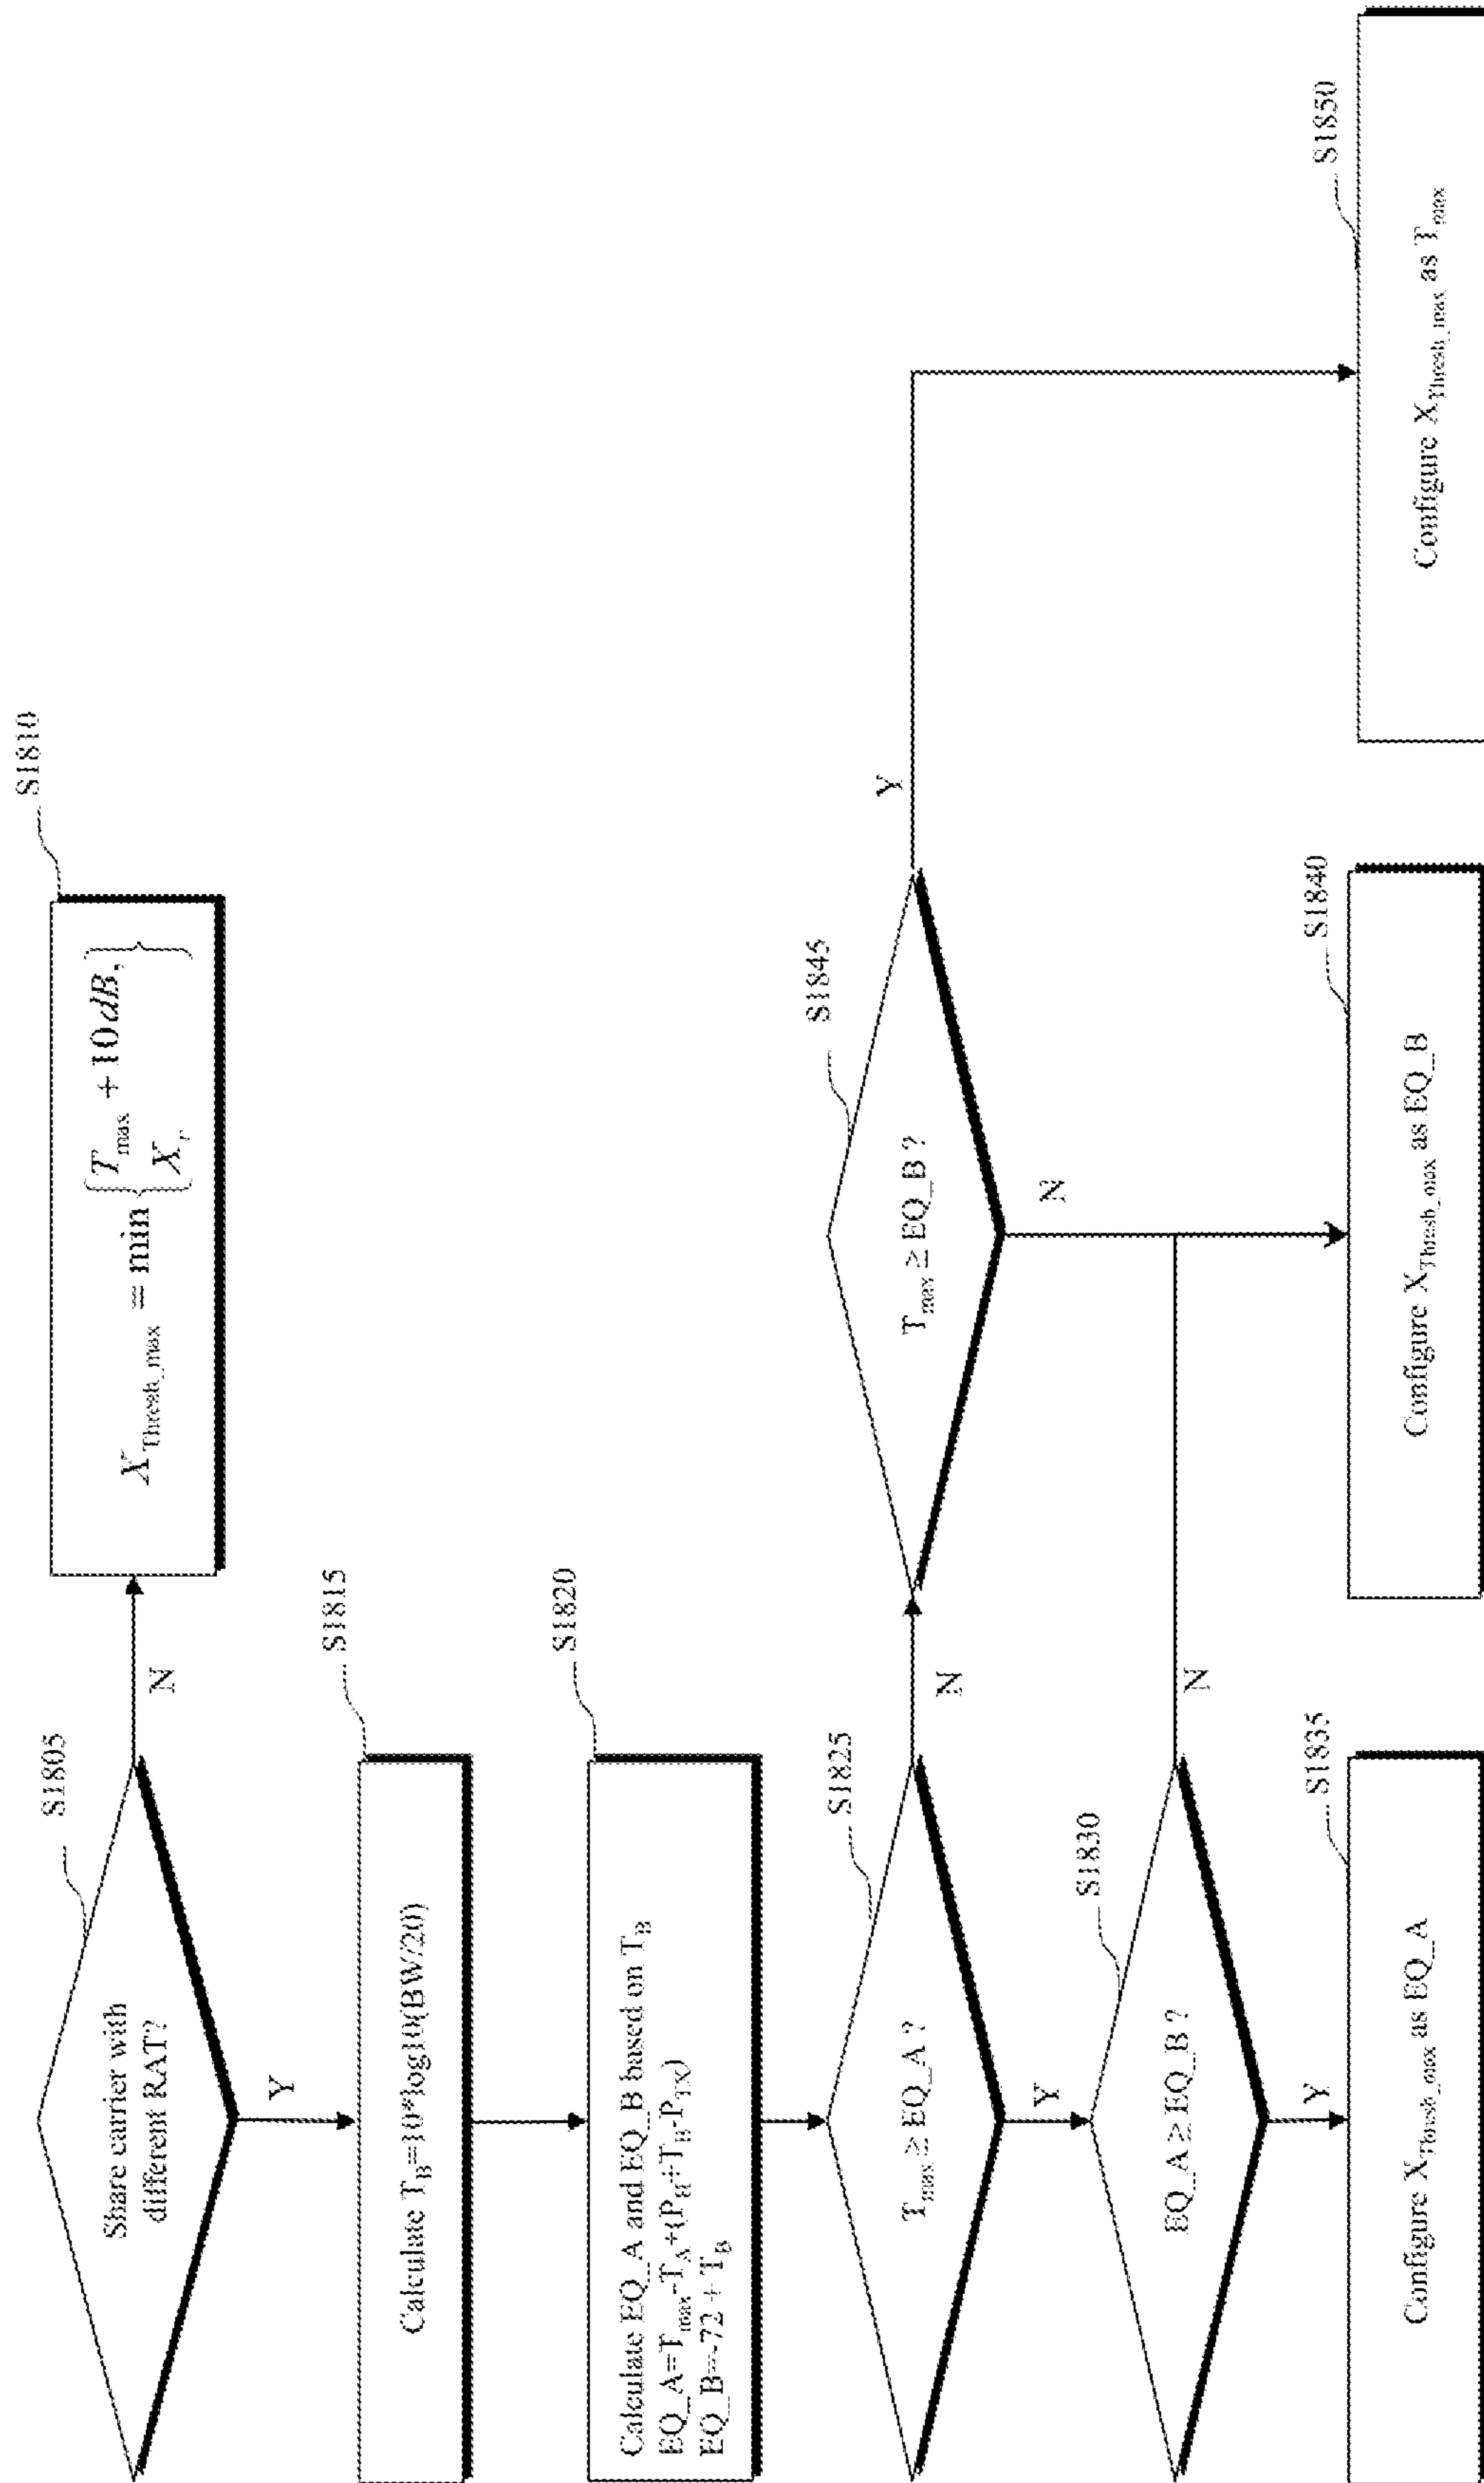 S1805
Share carrier with
different RAT?
N
Y
S1810
X_Thresh_max = min { T_max + 10 dB,
X_r }
S1815
Calculate T_B=10*log10(BW/20)
S1820
Calculate EQ_A and EQ_B based on T_B
EQ_A=T_max-T_A+(P_H+T_B-P_TX)
EQ_B=-72 + T_B
S1825
T_max ≥ EQ_A ?
N
Y
S1845
T_max ≥ EQ_B ?
Y
N
S1830
EQ_A ≥ EQ_B ?
N
Y
S1835
Configure X_Thresh_max as EQ_A
S1840
Configure X_Thresh_max as EQ_B
S1850
Configure X_Thresh_max as T_max